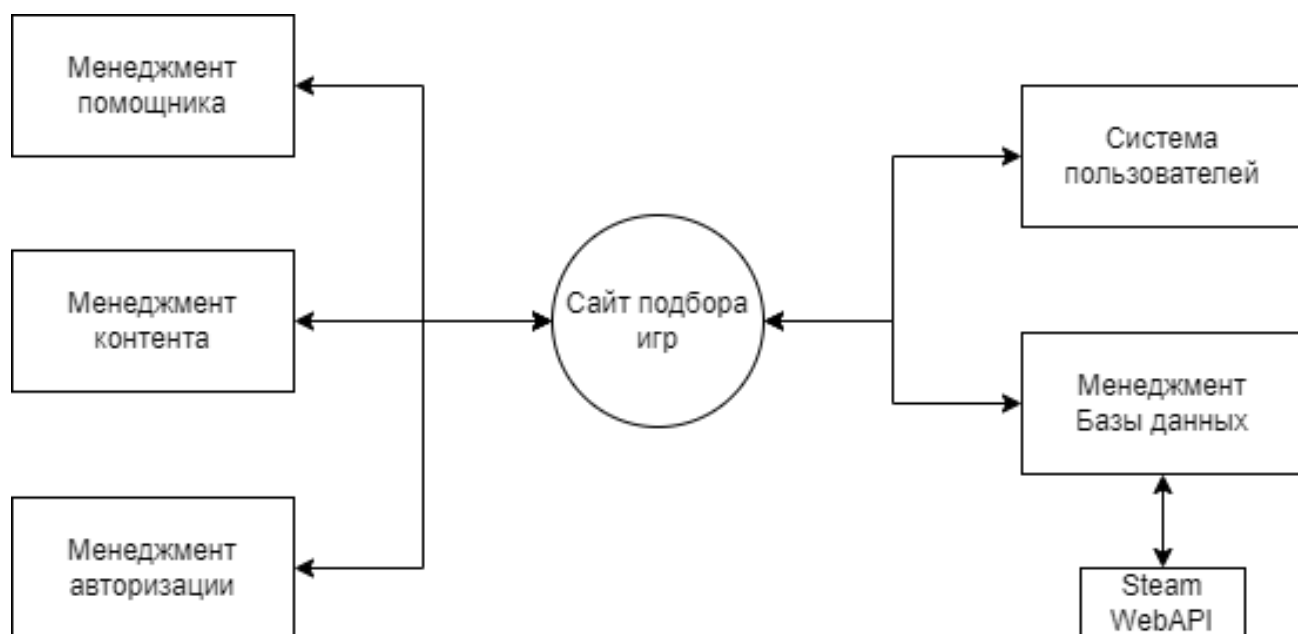 Менеджмент
помощника
Система
пользователей
Менеджмент
контента
Сайт подбора
игр
Менеджмент
Базы данных
Менеджмент
авторизации
Steam
WebAPI